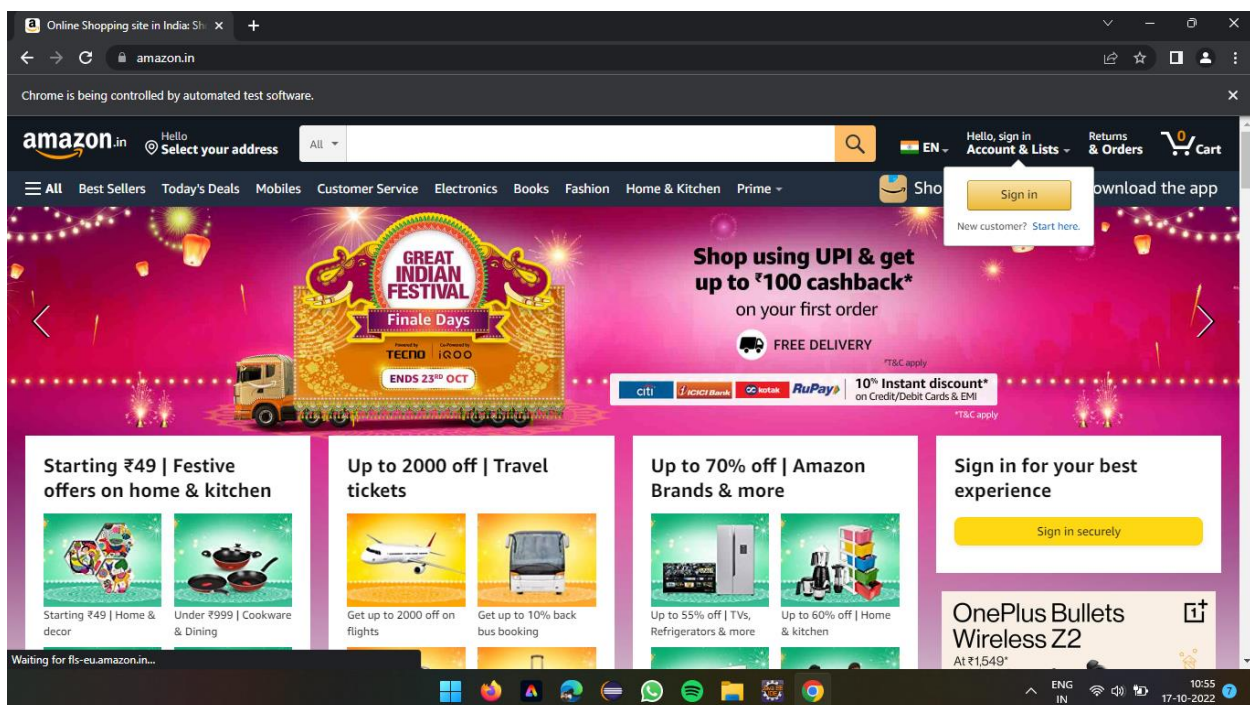 Online Shopping site in India: Sh
amazon.in
Chrome is being controlled by automated test software.
amazon.in
Hello
Select your address
All
EN
Hello, sign in
Account & Lists
Returns
& Orders
0
Cart
All Best Sellers Today's Deals Mobiles Customer Service Electronics Books Fashion Home & Kitchen Prime
Sho
ownload the app
Sign in
New customer? Start here.
GREAT
INDIAN
FESTIVAL
Finale Days
Powered by
TECNO
Co-Powered by
iQOO
ENDS 23RD OCT
Shop using UPI & get
up to ₹100 cashback*
on your first order
FREE DELIVERY
*T&C apply
citi ICICI Bank kotak RuPay
10% Instant discount*
on Credit/Debit Cards & EMI
*T&C apply
Starting ₹49 | Festive
offers on home & kitchen
Starting ₹49 | Home &
decor
Under ₹999 | Cookware
& Dining
Up to 2000 off | Travel
tickets
Get up to 2000 off on
flights
Get up to 10% back
bus booking
Up to 70% off | Amazon
Brands & more
Up to 55% off | TVs,
Refrigerators & more
Up to 60% off | Home
& kitchen
Sign in for your best
experience
Sign in securely
OnePlus Bullets
Wireless Z2
At ₹1,549*
Waiting for fls-eu.amazon.in...
ENG
IN
10:55
17-10-2022
7